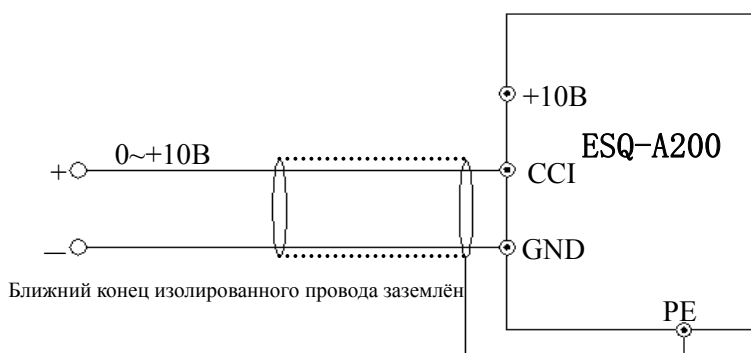 +10В
ESQ-A200
+ 0~+10В
CCI
— GND
Ближний конец изолированного провода заземлён
PE